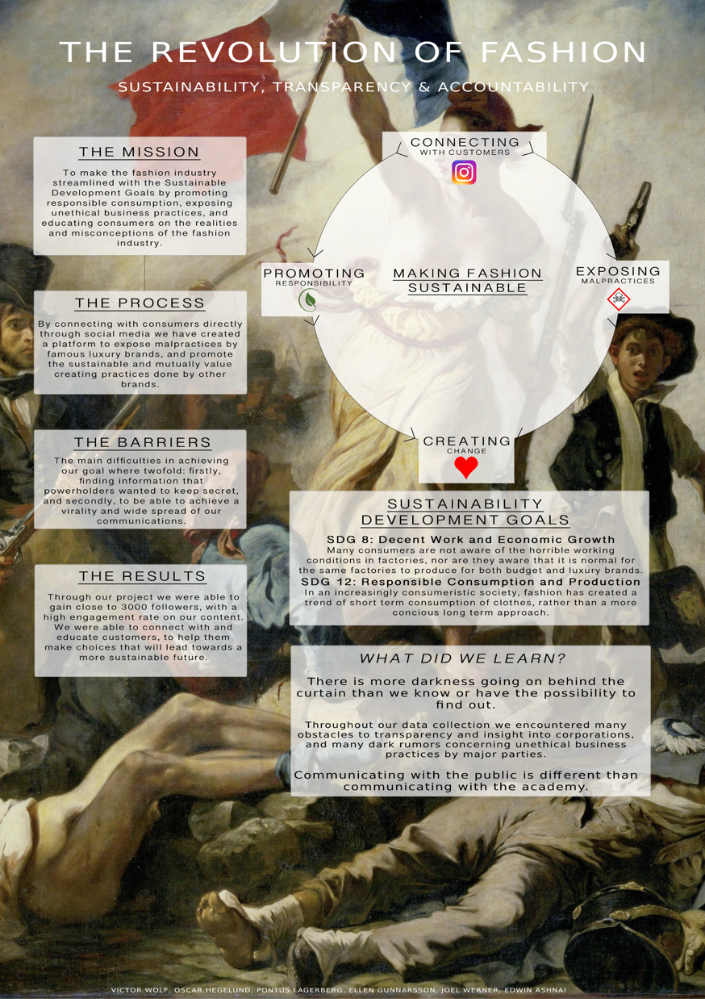 THE REVOLUTION OF FASHION
SUSTAINABILITY, TRANSPARENCY & ACCOUNTABILITY
THE MISSION
To make the fashion industry
streamlined with the Sustainable
Development Goals by promoting
responsible consumption, exposing
unethical business practices, and
educating consumers on the realities
and misconceptions of the fashion
industry.
THE PROCESS
By connecting with consumers directly
through social media we have created
a platform to expose malpractices by
famous luxury brands, and promote
the sustainable and mutually value
creating practices done by other
brands.
THE BARRIERS
The main difficulties in achieving
our goal where twofold: firstly,
finding information that
powerholders wanted to keep secret,
and secondly, to be able to achieve a
virality and wide spread of our
communications.
THE RESULTS
Through our project we were able to
gain close to 3000 followers, with a
high engagement rate on our content.
We were able to connect with and
educate customers, to help them
make choices that will lead towards a
more sustainable future.
CONNECTING
WITH CUSTOMERS
PROMOTING
RESPONSIBILITY
MAKING FASHION
SUSTAINABLE
EXPOSING
MALPRACTICES
CREATING
CHANGE
SUSTAINABILITY
DEVELOPMENT GOALS
SDG 8: Decent Work and Economic Growth
Many consumers are not aware of the horrible working
conditions in factories, nor are they aware that it is normal for
the same factories to produce for both budget and luxury brands.
SDG 12: Responsible Consumption and Production
In an increasingly consumeristic society, fashion has created a
trend of short term consumption of clothes, rather than a more
concious long term approach.
WHAT DID WE LEARN?
There is more darkness going on behind the
curtain than we know or have the possibility to
find out.
Throughout our data collection we encountered many
obstacles to transparency and insight into corporations,
and many dark rumors concerning unethical business
practices by major parties.
Communicating with the public is different than
communicating with the academy.
VICTOR WOLF, OSCAR HEGELUND, PONTUS LAGERBERG, ELLEN GUNNARSSON, JOEL WERNER, EDWIN ASHNAI